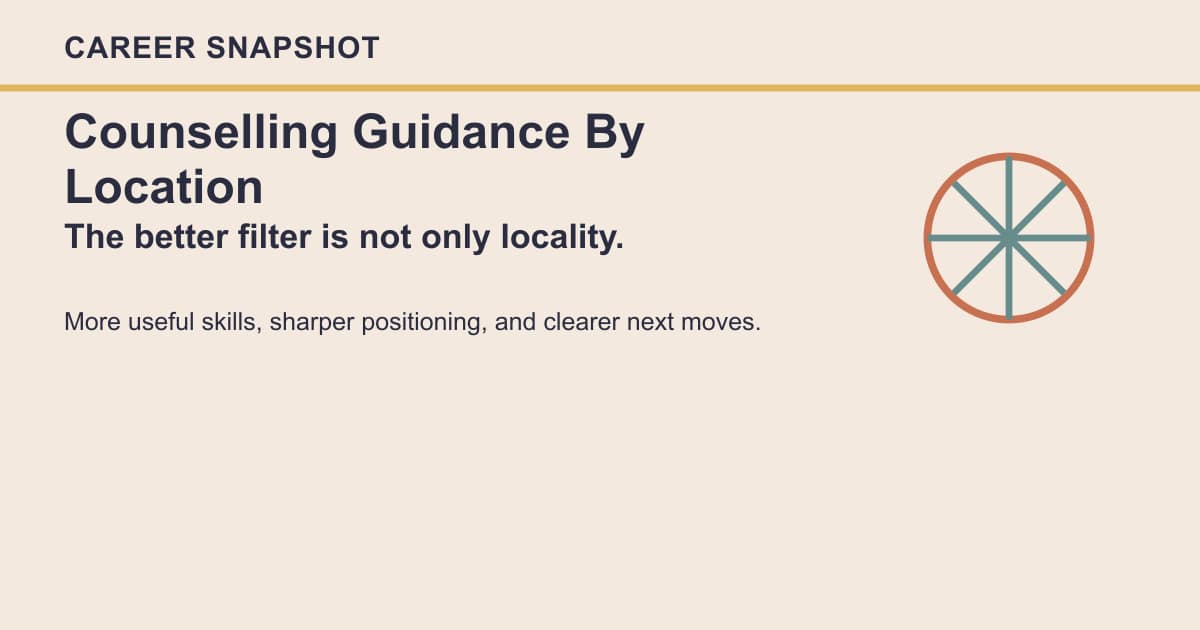 CAREER SNAPSHOT
Counselling Guidance By
Location
The better filter is not only locality.
More useful skills, sharper positioning, and clearer next moves.